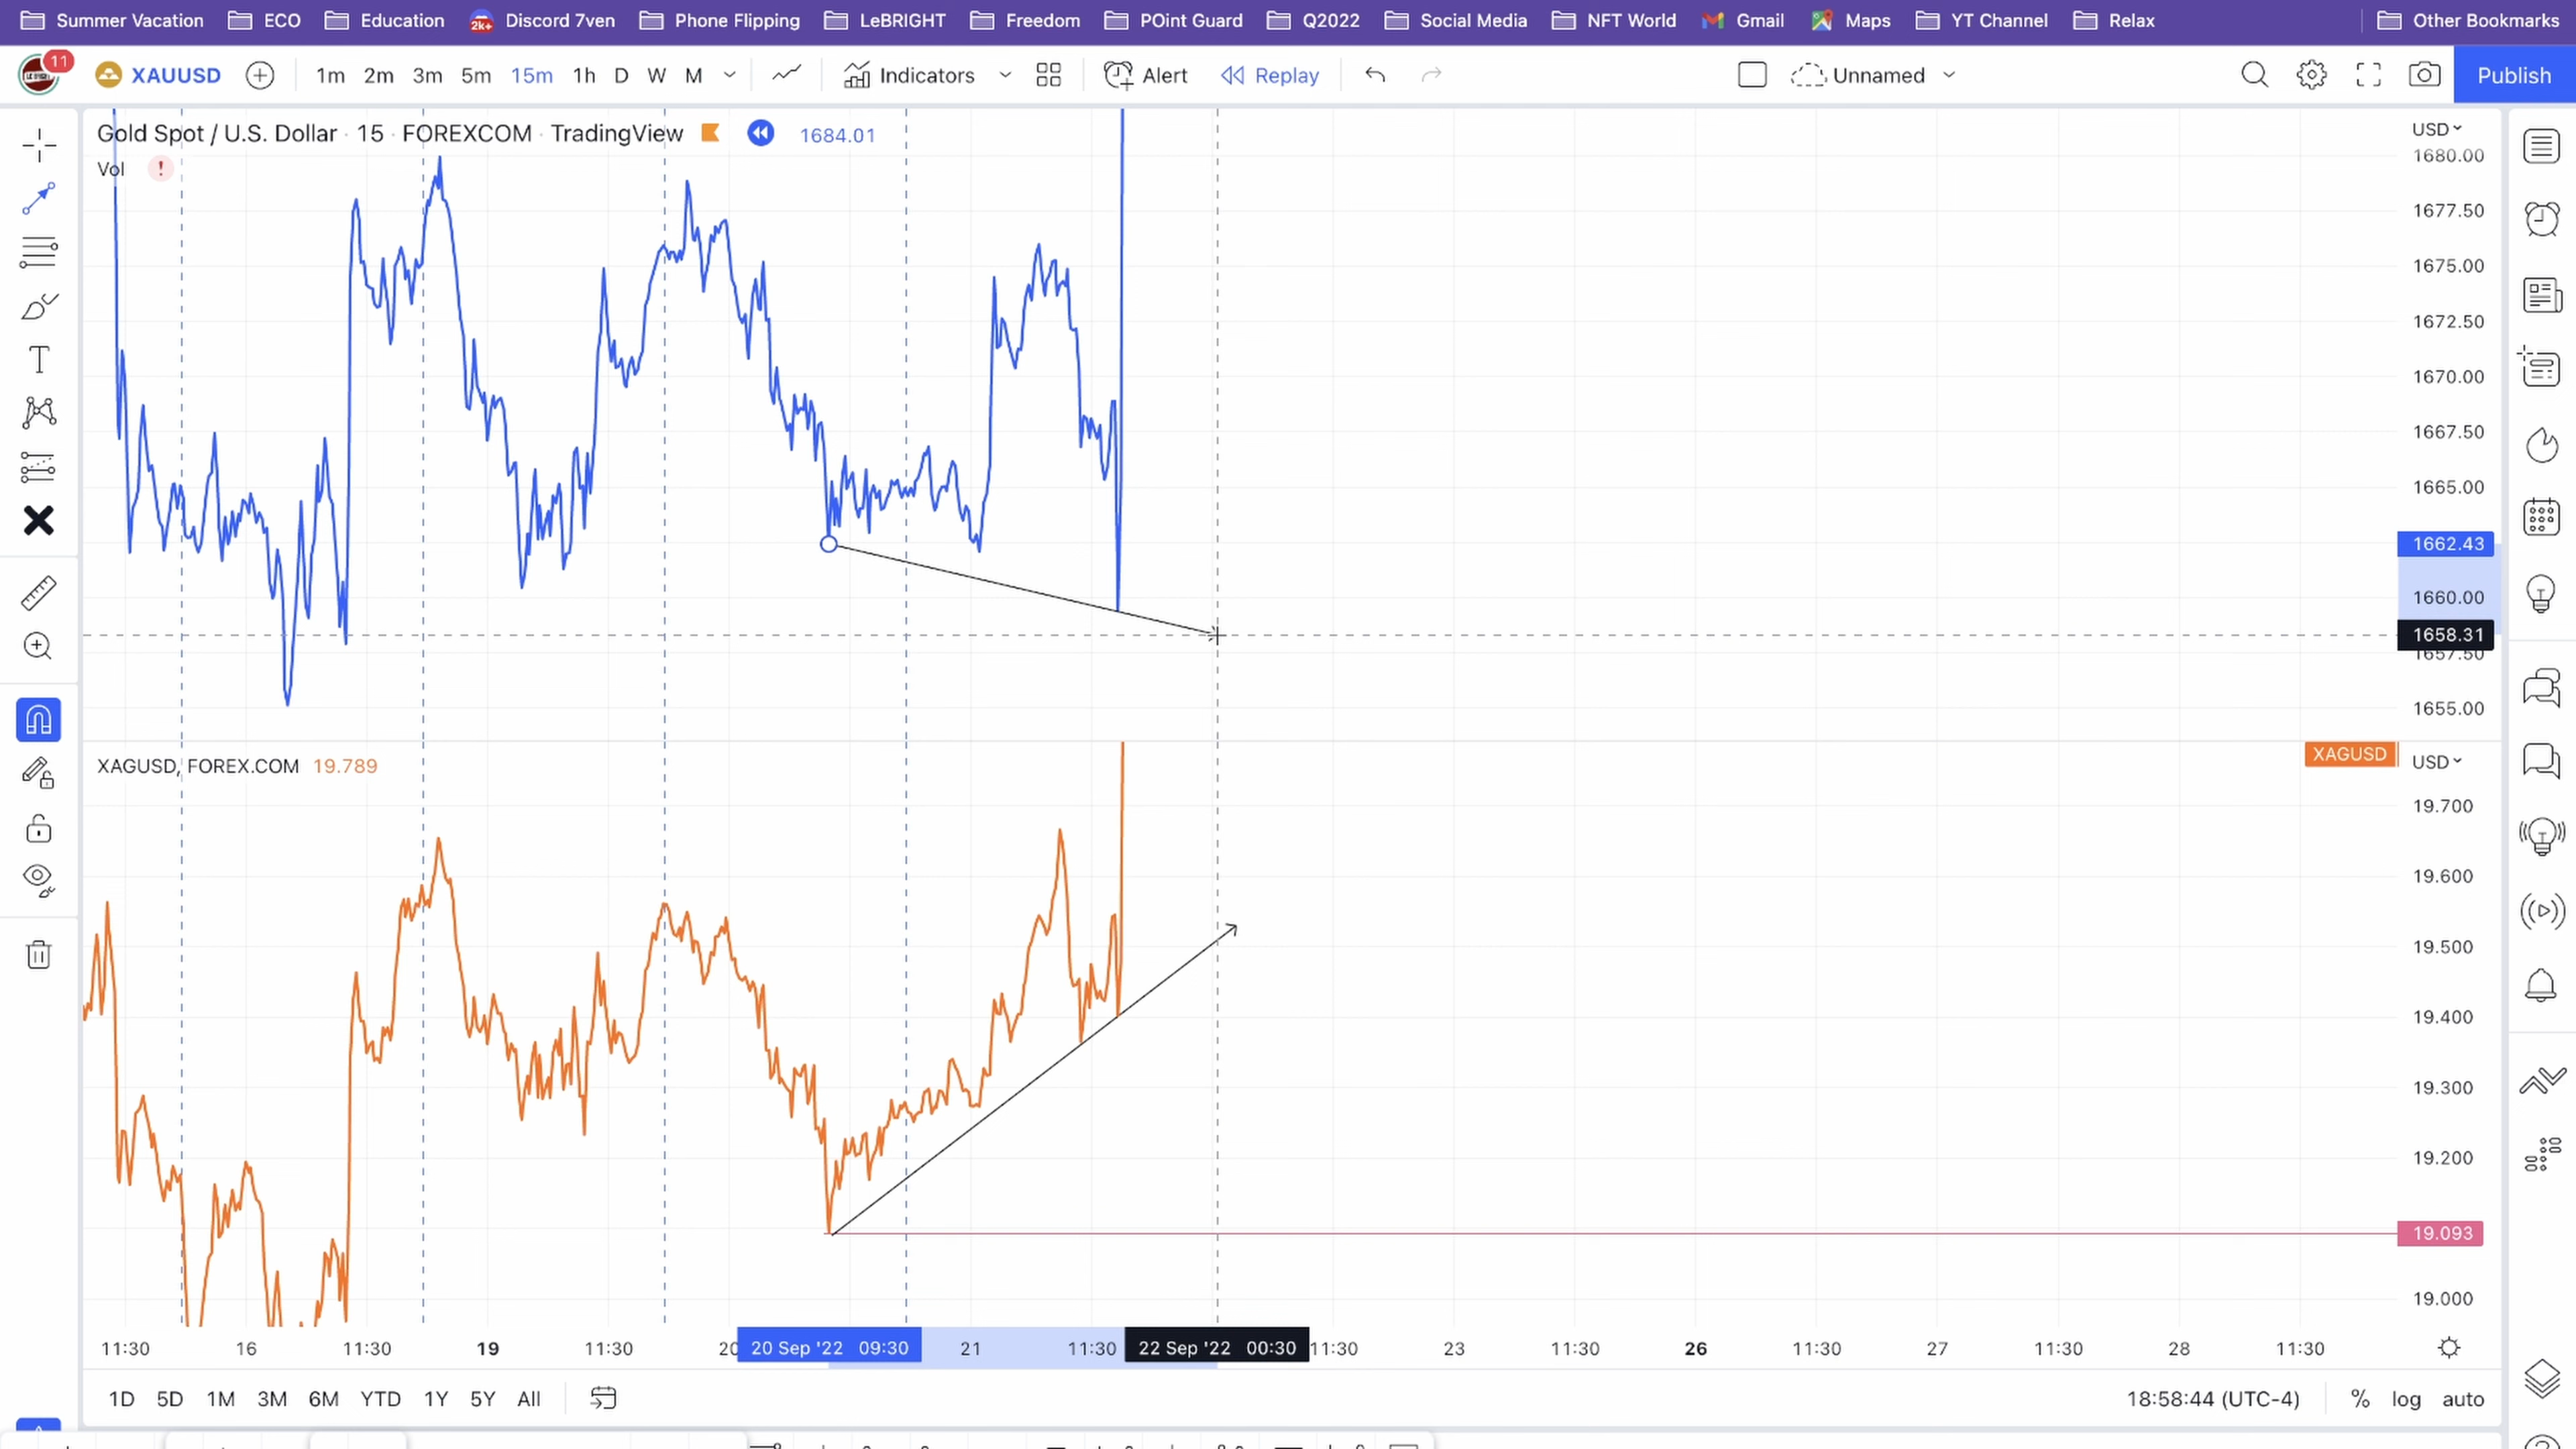 Summer Vacation ECO Education Discord 7ven Phone Flipping LeBRIGHT Freedom POint Guard Q2022 Social Media NFT World Gmail Maps YT Channel Relax Other Bookmarks
2k+
11 XAUUSD 1m 2m 3m 5m 15m 1h D W M Indicators Alert Replay Unnamed Publish
Gold Spot / U.S. Dollar · 15 · FOREXCOM · TradingView 1684.01
Vol !
USD
1680.00
1677.50
1675.00
1672.50
1670.00
1667.50
1665.00
1662.43
1660.00
1658.31
1657.50
1655.00
XAGUSD, FOREX.COM 19.789
XAGUSD USD
19.700
19.600
19.500
19.400
19.300
19.200
19.093
19.000
11:30 16 11:30 19 11:30 20 20 Sep '22 09:30 21 11:30 22 Sep '22 00:30 11:30 23 11:30 26 11:30 27 11:30 28 11:30
1D 5D 1M 3M 6M YTD 1Y 5Y All 18:58:44 (UTC-4) % log auto